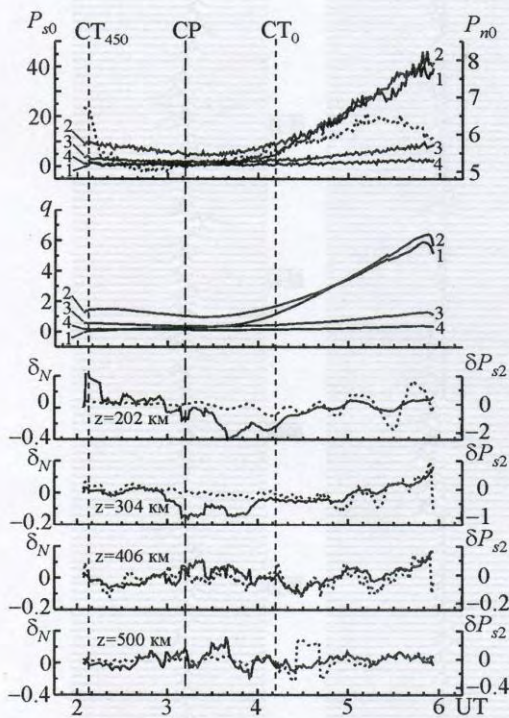 P_s0 CT_450 CP CT_0 P_n0
40 8
2
1 7
20
2 6
3 3
4 0 4
1 5
q
6 2
1
4
2
3 2
4 3
1 0 4
δ_N δP_s2
0 0
z=202 км
−0.4 −2
δ_N δP_s2
0 0
z=304 км
−0.2 −1
δ_N δP_s2
z=406 км
0 0
−0.2 −0.2
δ_N z=500 км δP_s2
0 0
−0.4 −0.4
2 3 4 5 6 UT